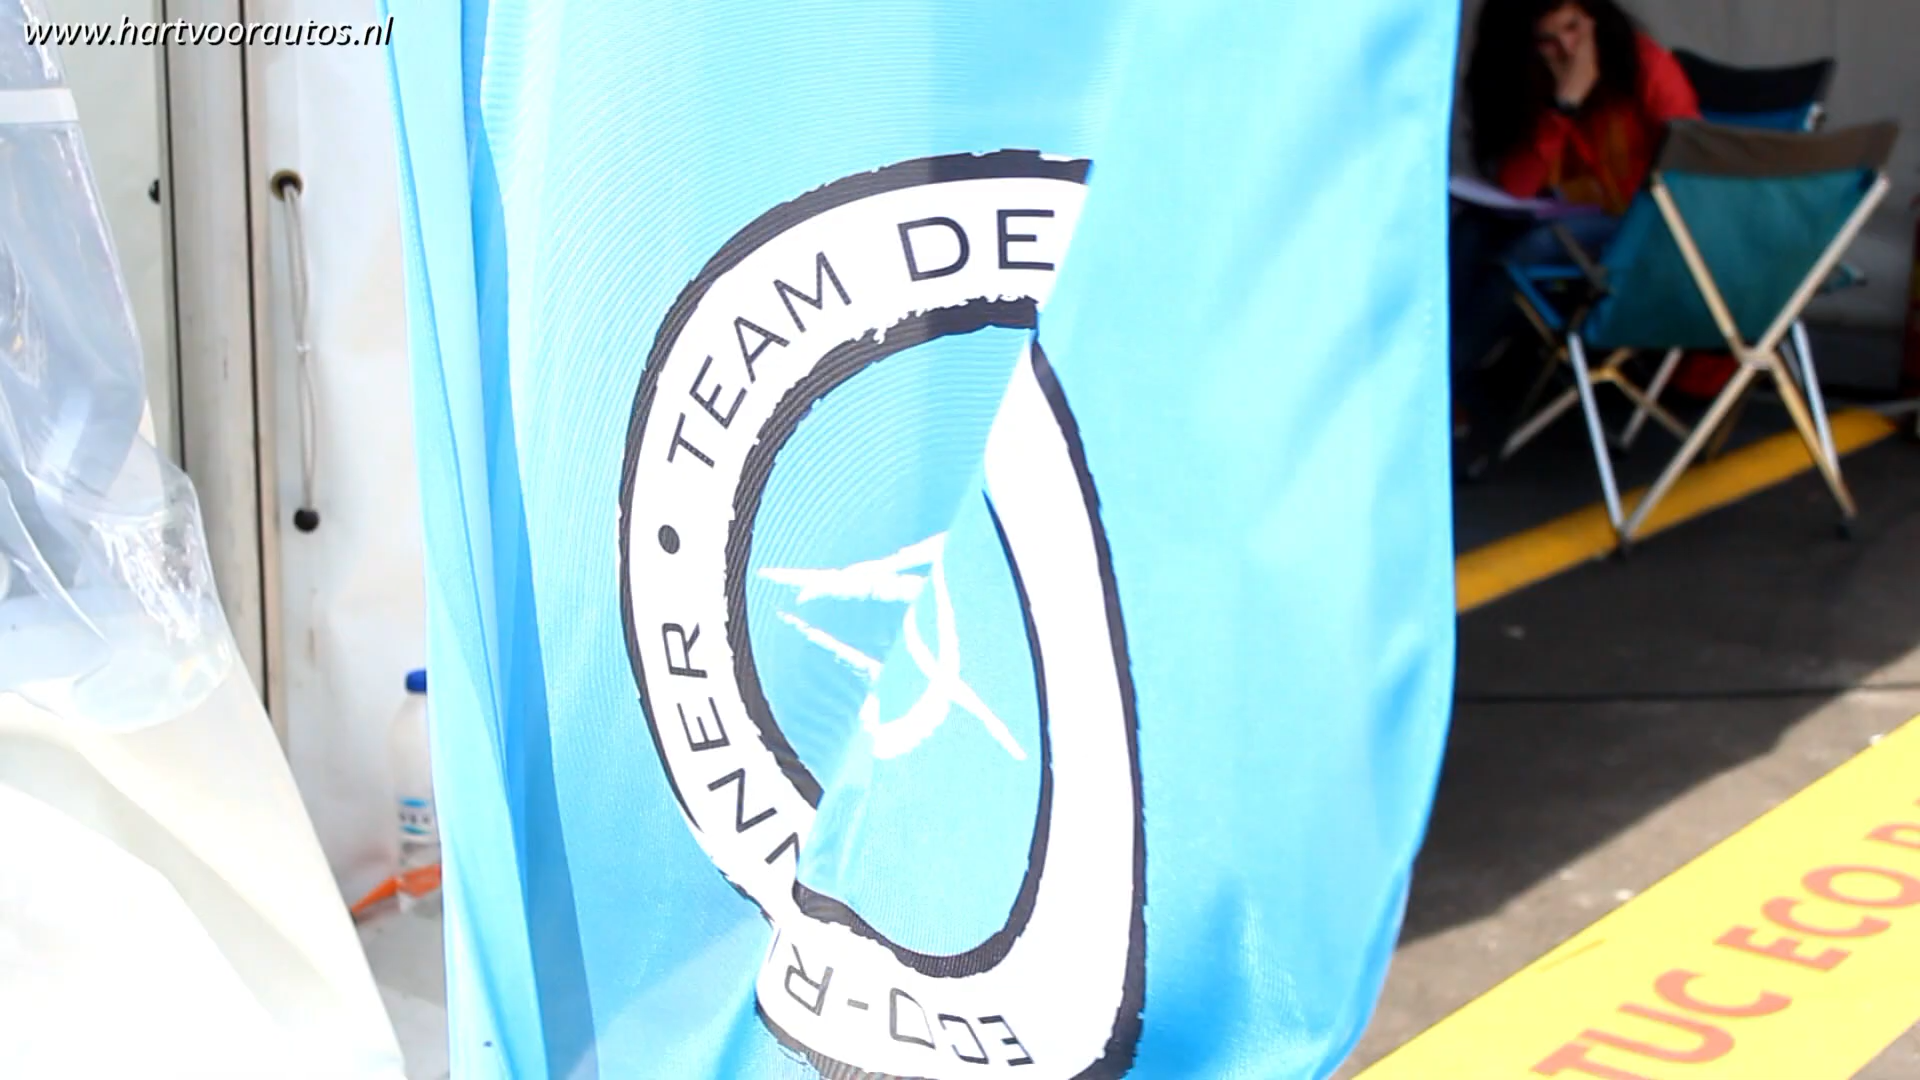 www.hartvoorautos.nl
TEAM DE
ECO-R
NNER
TUC ECO